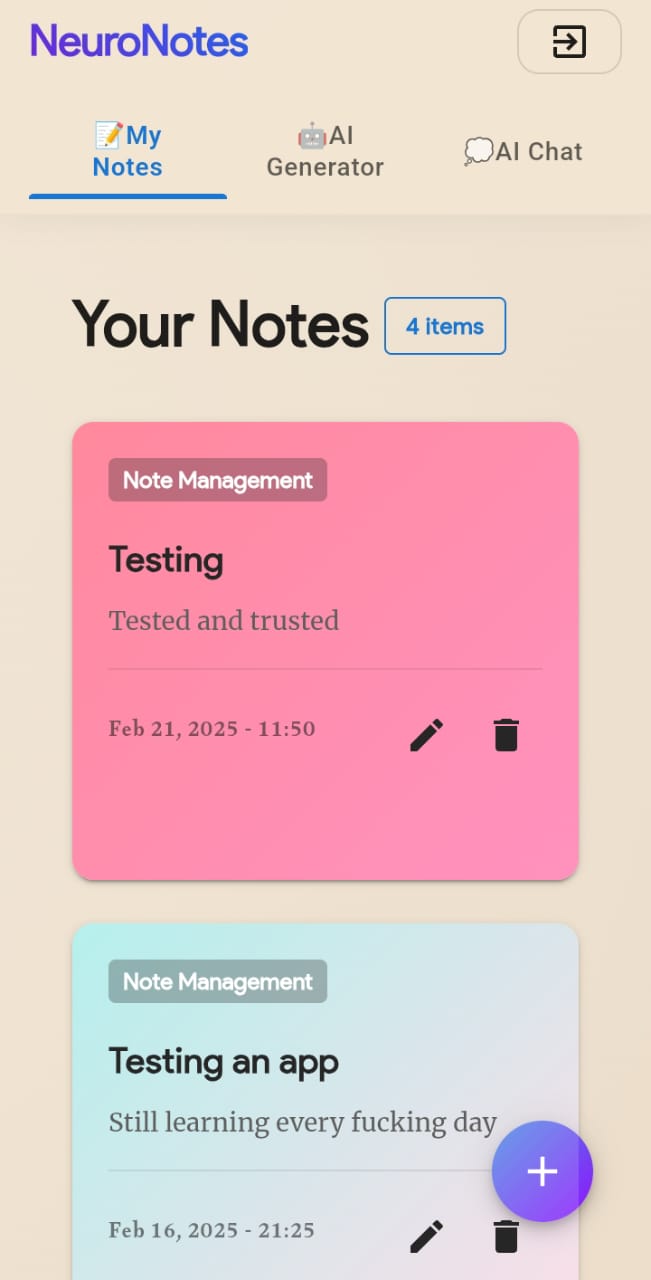 NeuroNotes
📝My
Notes
🤖AI
Generator
💭AI Chat
Your Notes
4 items
Note Management
Testing
Tested and trusted
Feb 21, 2025 - 11:50
Note Management
Testing an app
Still learning every fucking day
Feb 16, 2025 - 21:25